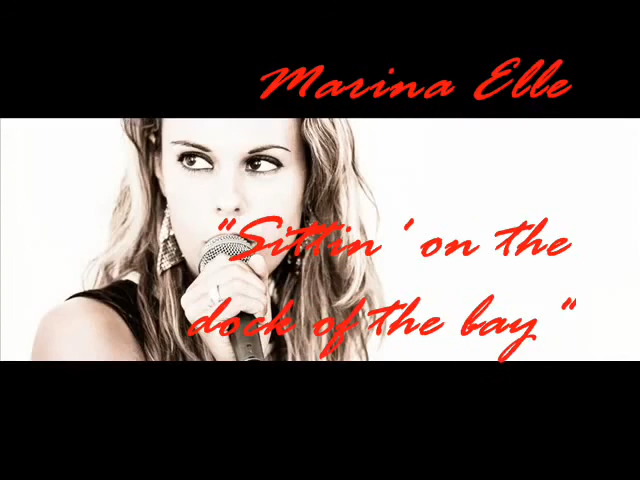 Marina Elle
"Sittin' on the
dock of the bay"